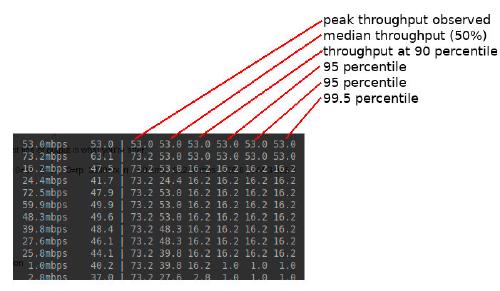 peak throughput observed
median throughput (50%)
throughput at 90 percentile
95 percentile
95 percentile
99.5 percentile
53.0mbps 53.0 | 53.0 53.0 53.0 53.0 53.0 53.0
73.2mbps 63.1 | 73.2 53.0 53.0 53.0 53.0 53.0
16.2mbps 47.5 | 73.2 53.0 16.2 16.2 16.2 16.2
24.4mbps 41.7 | 73.2 24.4 16.2 16.2 16.2 16.2
72.5mbps 47.9 | 73.2 53.0 16.2 16.2 16.2 16.2
59.9mbps 49.9 | 73.2 53.0 16.2 16.2 16.2 16.2
48.3mbps 49.6 | 73.2 53.0 16.2 16.2 16.2 16.2
39.8mbps 48.4 | 73.2 48.3 16.2 16.2 16.2 16.2
27.6mbps 46.1 | 73.2 48.3 16.2 16.2 16.2 16.2
25.8mbps 44.1 | 73.2 39.8 16.2 16.2 16.2 16.2
1.0mbps 40.2 | 73.2 39.8 16.2 1.0 1.0 1.0
2.8mbps 37.0 | 73.2 27.6 2.8 1.0 1.0 1.0